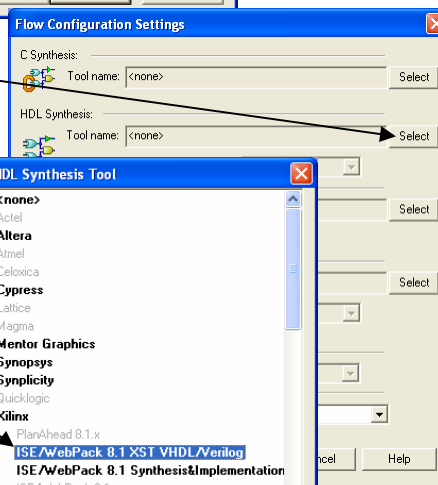 Flow Configuration Settings
C Synthesis:
Tool name: <none> Select
HDL Synthesis:
Tool name: <none> Select
HDL Synthesis Tool
<none>
Actel
Altera
Atmel
Select
Celoxica
Cypress
Select
Lattice
Magma
Mentor Graphics
Synopsys
Synplicity
Quicklogic
Xilinx
PlanAhead 8.1.x
ISE/WebPack 8.1 XST VHDL/Verilog
ISE/WebPack 8.1 Synthesis&Implementation
Help